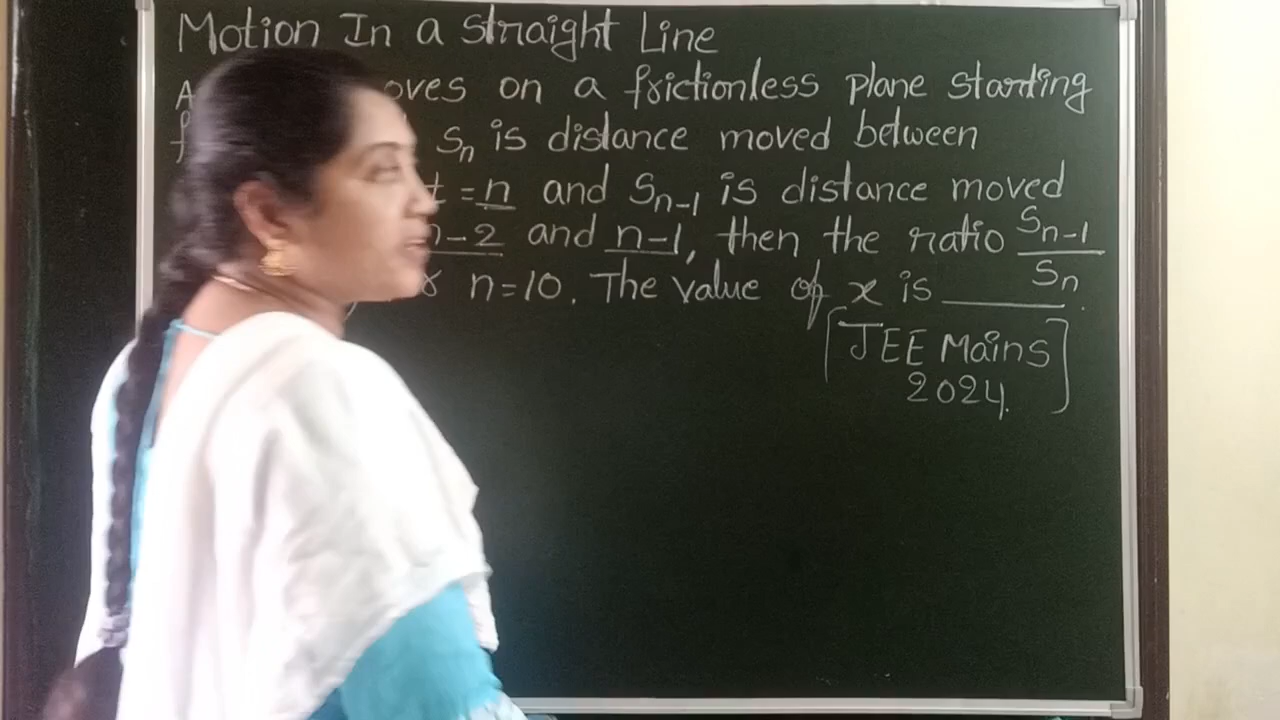 Motion In a straight Line
A oves on a frictionless plane starting
f Sn is distance moved between
t = n and Sn-1 is distance moved
n-2 and n-1, then the ratio Sn-1/Sn
n=10. The value of x is ______.
[JEE Mains
2024.]